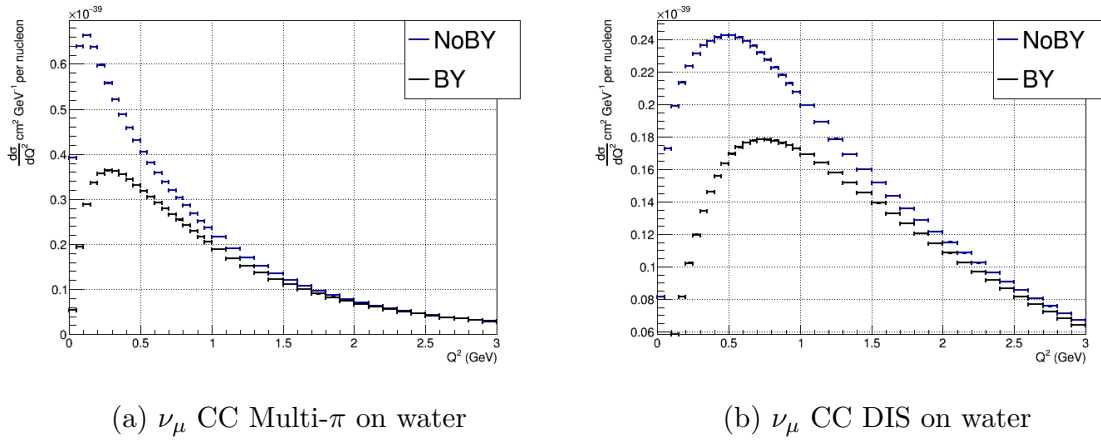 ×10⁻³⁹
NoBY
BY
dσ/dQ² cm² GeV⁻¹ per nucleon
0.6
0.5
0.4
0.3
0.2
0.1
0
0 0.5 1 1.5 2 2.5 3
Q² (GeV)
(a) νμ CC Multi-π on water
×10⁻³⁹
NoBY
BY
dσ/dQ² cm² GeV⁻¹ per nucleon
0.24
0.22
0.2
0.18
0.16
0.14
0.12
0.1
0.08
0.06
0 0.5 1 1.5 2 2.5 3
Q² (GeV)
(b) νμ CC DIS on water